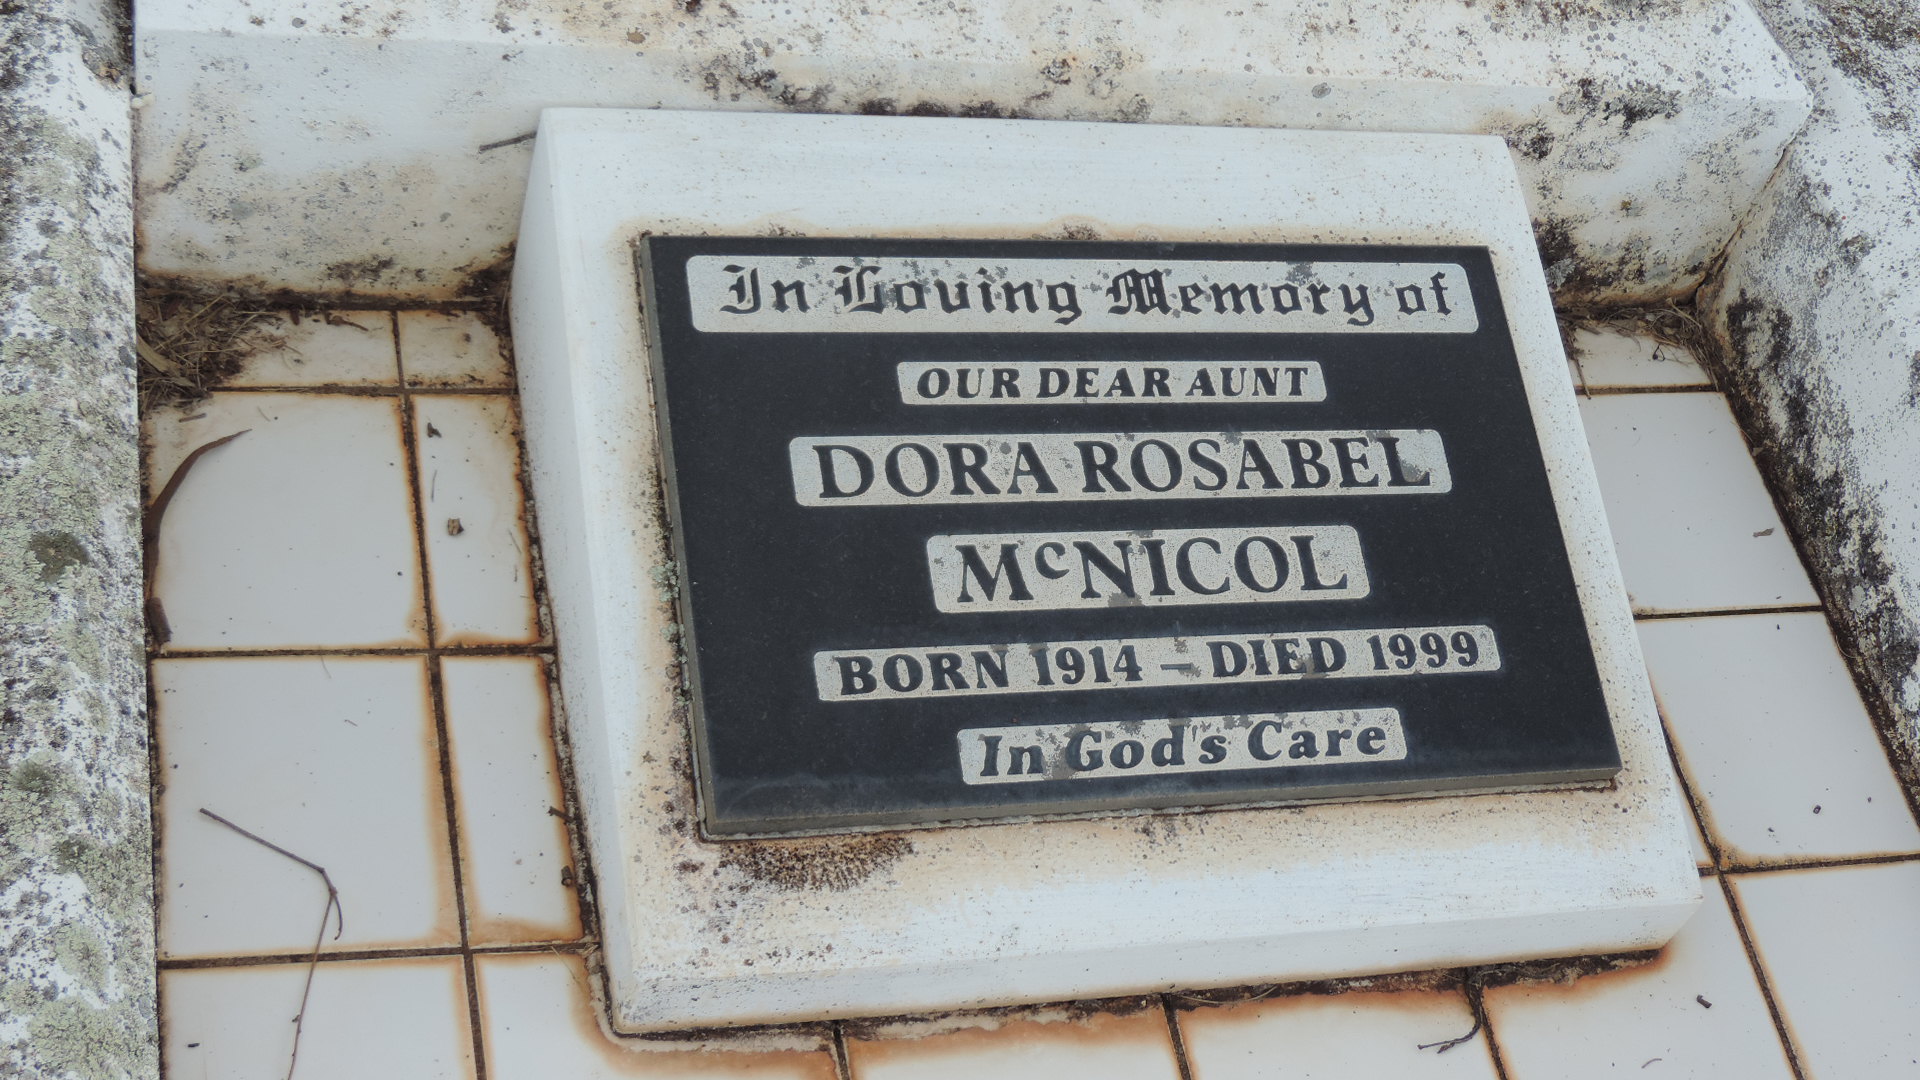 In Loving Memory of
OUR DEAR AUNT
DORA ROSABEL
McNICOL
BORN 1914 – DIED 1999
In God's Care